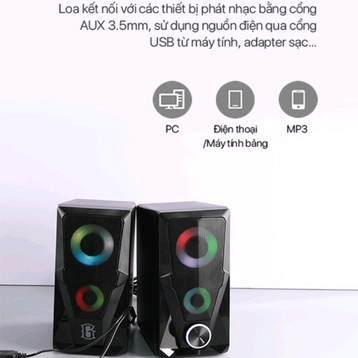 Loa kết nối với các thiết bị phát nhạc bằng cổng
AUX 3.5mm, sử dụng nguồn điện qua cổng
USB từ máy tính, adapter sạc...
PC
Điện thoại
/Máy tính bảng
MP3